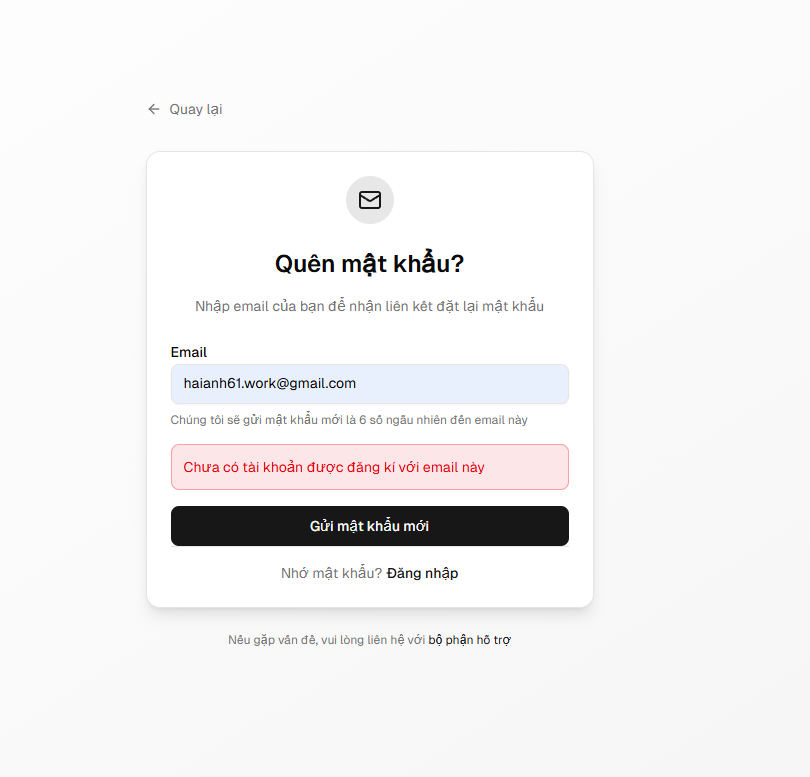 Quay lại
Quên mật khẩu?
Nhập email của bạn để nhận liên kết đặt lại mật khẩu
Email
haianh61.work@gmail.com
Chúng tôi sẽ gửi mật khẩu mới là 6 số ngẫu nhiên đến email này
Chưa có tài khoản được đăng kí với email này
Gửi mật khẩu mới
Nhớ mật khẩu? Đăng nhập
Nếu gặp vấn đề, vui lòng liên hệ với bộ phận hỗ trợ